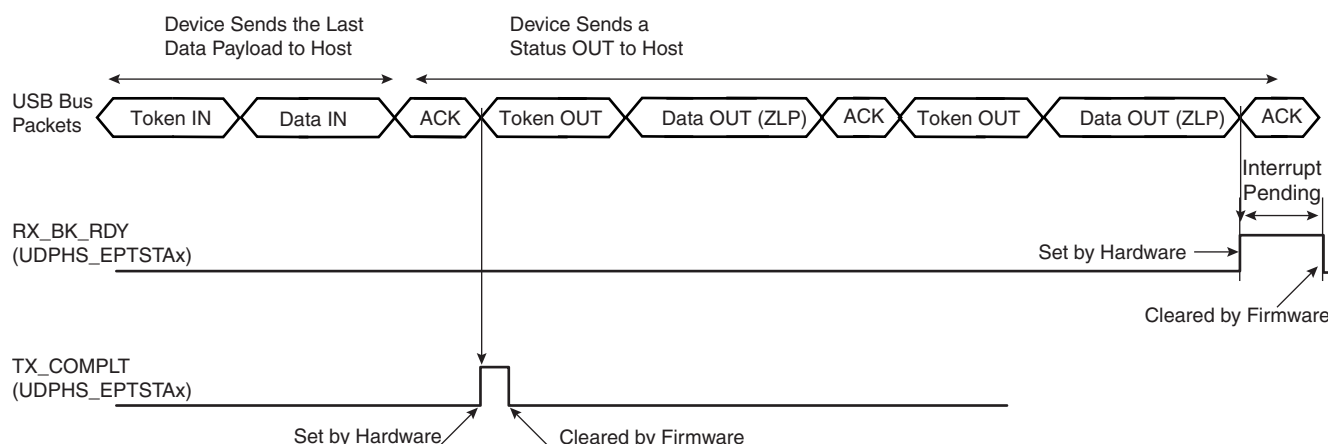 Device Sends the Last
Data Payload to Host
Device Sends a
Status OUT to Host
USB Bus
Packets
Token IN
Data IN
ACK
Token OUT
Data OUT (ZLP)
ACK
Token OUT
Data OUT (ZLP)
ACK
Interrupt
Pending
RX_BK_RDY
(UDPHS_EPTSTAx)
Set by Hardware
Cleared by Firmware
TX_COMPLT
(UDPHS_EPTSTAx)
Set by Hardware
Cleared by Firmware